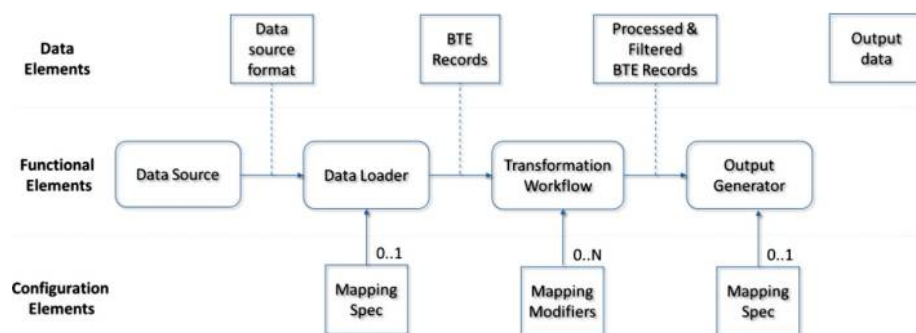 Data
Elements
Data
source
format
BTE
Records
Processed &
Filtered
BTE Records
Output
data
Functional
Elements
Data Source
Data Loader
Transformation
Workflow
Output
Generator
0..1
0..N
0..1
Configuration
Elements
Mapping
Spec
Mapping
Modifiers
Mapping
Spec